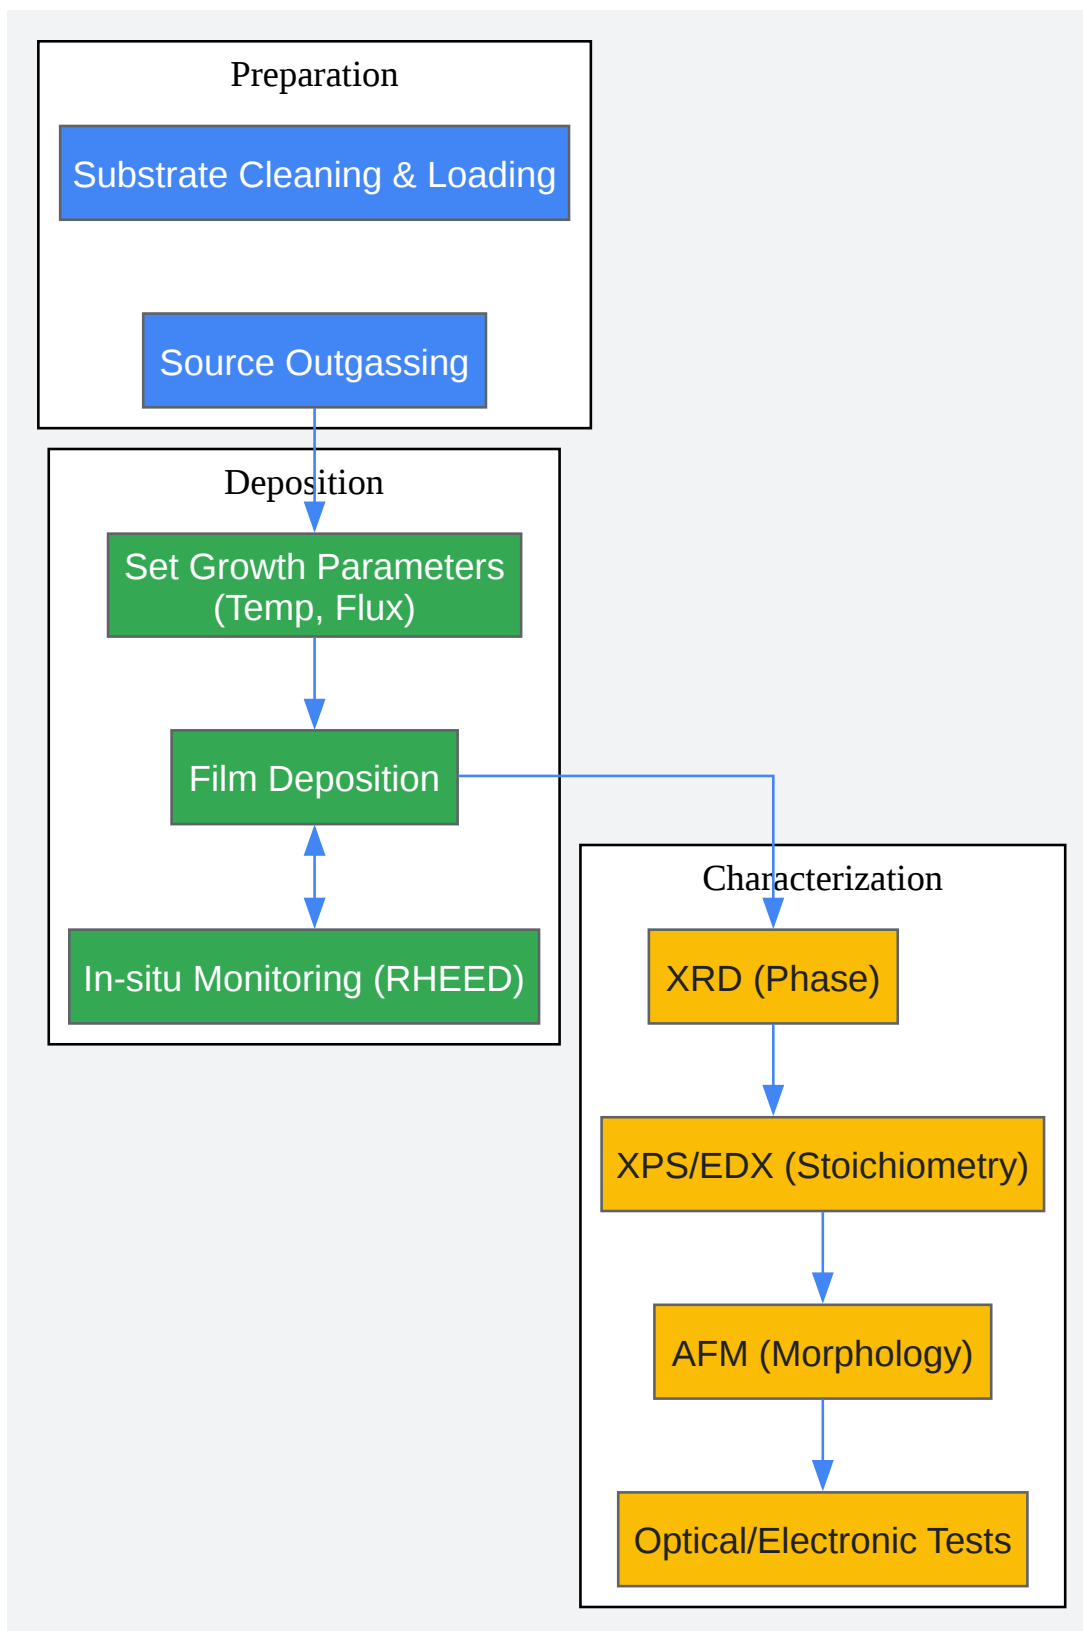 Preparation
Substrate Cleaning & Loading
Source Outgassing
Deposition
Set Growth Parameters
(Temp, Flux)
Film Deposition
In-situ Monitoring (RHEED)
Characterization
XRD (Phase)
XPS/EDX (Stoichiometry)
AFM (Morphology)
Optical/Electronic Tests